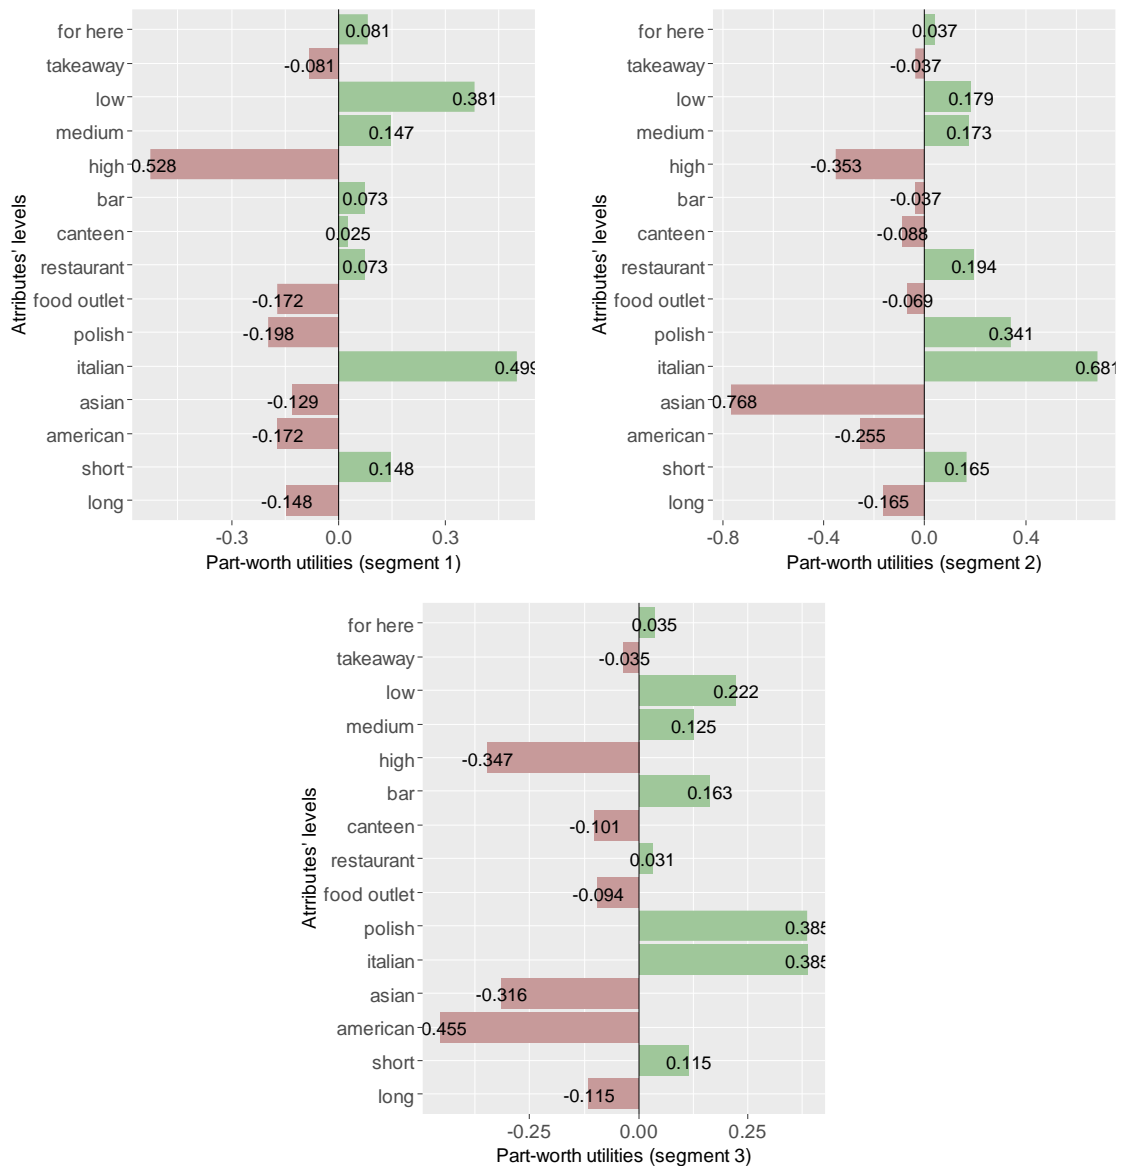 for here 0.081
takeaway -0.081
low 0.381
medium 0.147
high 0.528
bar 0.073
canteen 0.025
restaurant 0.073
food outlet -0.172
polish -0.198
italian 0.499
asian -0.129
american -0.172
short 0.148
long -0.148
Atrributes' levels
-0.3 0.0 0.3
Part-worth utilities (segment 1)
for here 0.037
takeaway -0.037
low 0.179
medium 0.173
high -0.353
bar -0.037
canteen -0.088
restaurant 0.194
food outlet -0.069
polish 0.341
italian 0.681
asian 0.768
american -0.255
short 0.165
long -0.165
Atrributes' levels
-0.8 -0.4 0.0 0.4
Part-worth utilities (segment 2)
for here 0.035
takeaway -0.035
low 0.222
medium 0.125
high -0.347
bar 0.163
canteen -0.101
restaurant 0.031
food outlet -0.094
polish 0.385
italian 0.385
asian -0.316
american 0.455
short 0.115
long -0.115
Atrributes' levels
-0.25 0.00 0.25
Part-worth utilities (segment 3)